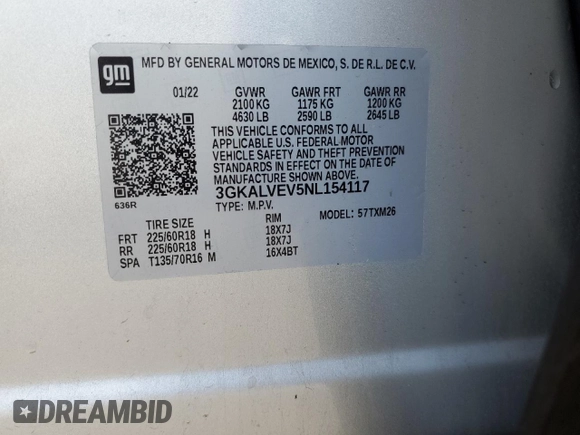 gm
MFD BY GENERAL MOTORS DE MEXICO, S. DE R.L. DE C.V.
01/22 GVWR GAWR FRT GAWR RR
2100 KG 1175 KG 1200 KG
4630 LB 2590 LB 2645 LB
THIS VEHICLE CONFORMS TO ALL
APPLICABLE U.S. FEDERAL MOTOR
VEHICLE SAFETY AND THEFT PREVENTION
STANDARDS IN EFFECT ON THE DATE OF
MANUFACTURE SHOWN ABOVE.
3GKALVEV5NL154117
636R
TYPE: M.P.V. MODEL: 57TXM26
TIRE SIZE RIM
FRT 225/60R18 H 18X7J
RR 225/60R18 H 18X7J
SPA T135/70R16 M 16X4BT
DREAMBID